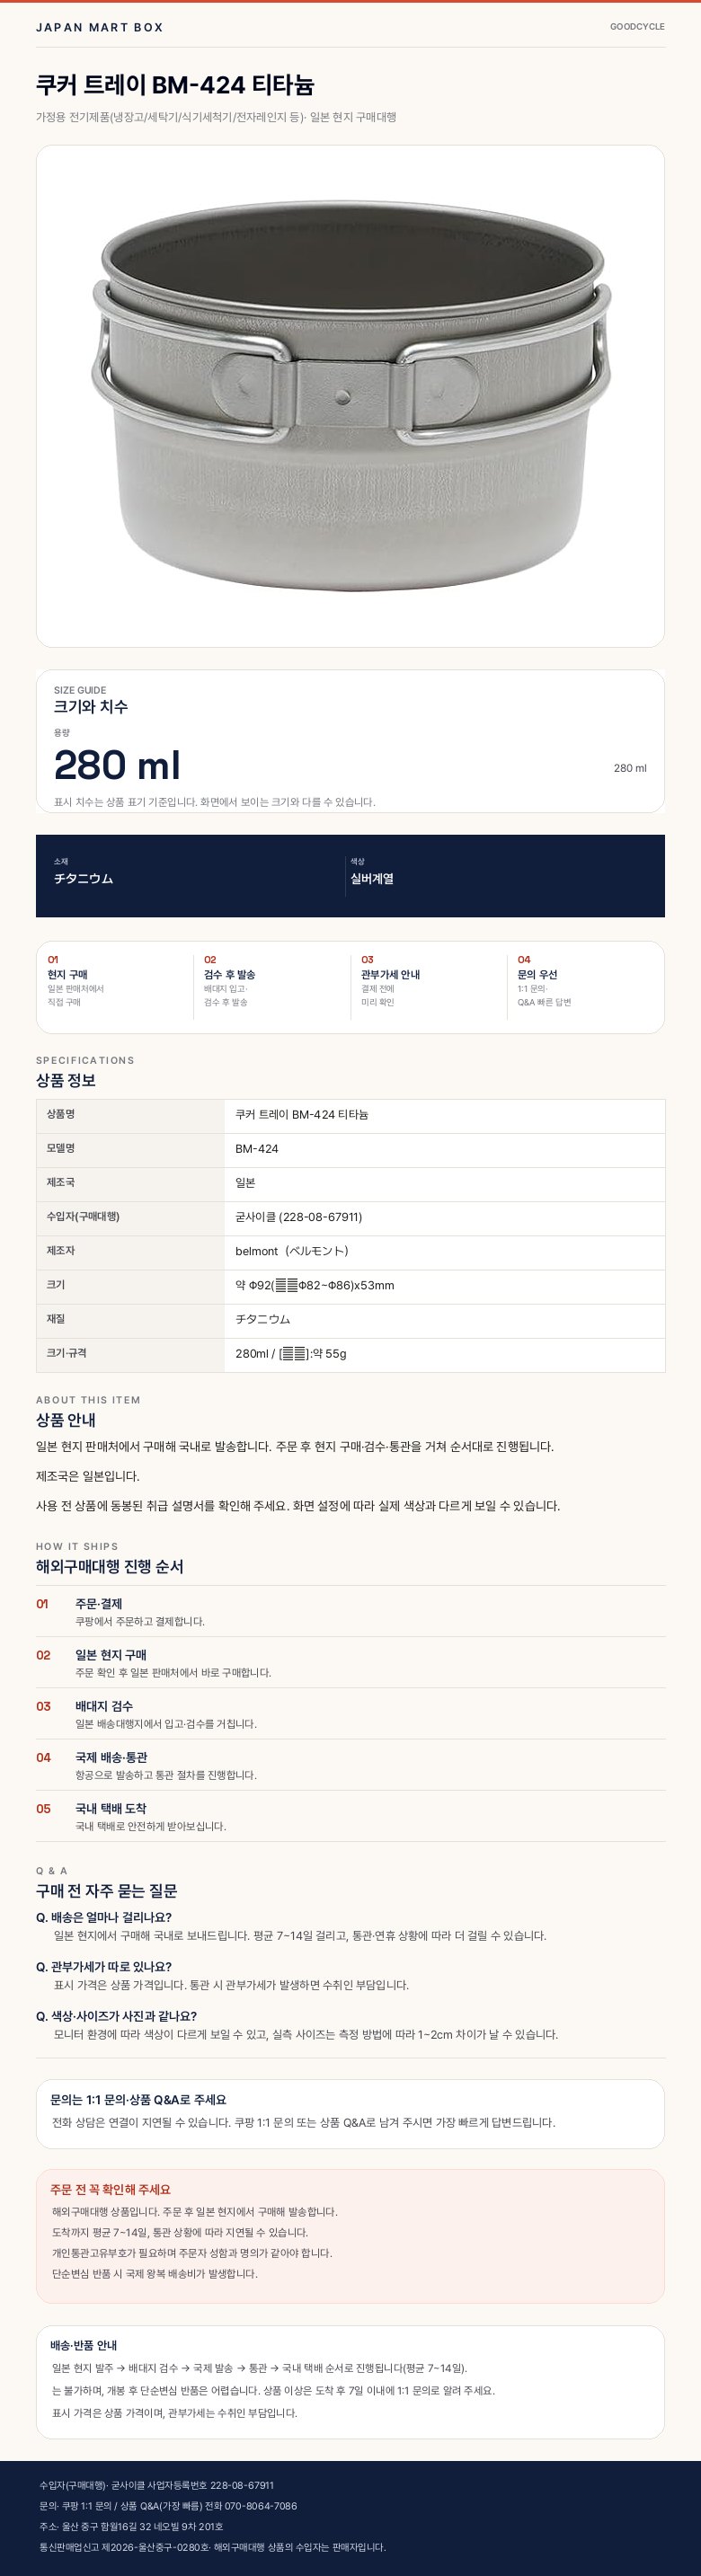 JAPAN MART BOX
GOODCYCLE
쿠커 트레이 BM-424 티타늄
가정용 전기제품(냉장고/세탁기/식기세척기/전자레인지 등)· 일본 현지 구매대행
SIZE GUIDE
크기와 치수
용량
280 ml
280 ml
표시 치수는 상품 표기 기준입니다. 화면에서 보이는 크기와 다를 수 있습니다.
소재
チタニウム
색상
실버계열
01
현지 구매
일본 판매처에서
직접 구매
02
검수 후 발송
배대지 입고·
검수 후 발송
03
관부가세 안내
결제 전에
미리 확인
04
문의 우선
1:1 문의·
Q&A 빠른 답변
SPECIFICATIONS
상품 정보
상품명
쿠커 트레이 BM-424 티타늄
모델명
BM-424
제조국
일본
수입자(구매대행)
굳사이클 (228-08-67911)
제조자
belmont（ベルモント）
크기
약 Φ92(Φ82~Φ86)x53mm
재질
チタニウム
크기·규격
280ml / []:약 55g
ABOUT THIS ITEM
상품 안내
일본 현지 판매처에서 구매해 국내로 발송합니다. 주문 후 현지 구매·검수·통관을 거쳐 순서대로 진행됩니다.
제조국은 일본입니다.
사용 전 상품에 동봉된 취급 설명서를 확인해 주세요. 화면 설정에 따라 실제 색상과 다르게 보일 수 있습니다.
HOW IT SHIPS
해외구매대행 진행 순서
01
주문·결제
쿠팡에서 주문하고 결제합니다.
02
일본 현지 구매
주문 확인 후 일본 판매처에서 바로 구매합니다.
03
배대지 검수
일본 배송대행지에서 입고·검수를 거칩니다.
04
국제 배송·통관
항공으로 발송하고 통관 절차를 진행합니다.
05
국내 택배 도착
국내 택배로 안전하게 받아보십니다.
Q & A
구매 전 자주 묻는 질문
Q. 배송은 얼마나 걸리나요?
일본 현지에서 구매해 국내로 보내드립니다. 평균 7~14일 걸리고, 통관·연휴 상황에 따라 더 걸릴 수 있습니다.
Q. 관부가세가 따로 있나요?
표시 가격은 상품 가격입니다. 통관 시 관부가세가 발생하면 수취인 부담입니다.
Q. 색상·사이즈가 사진과 같나요?
모니터 환경에 따라 색상이 다르게 보일 수 있고, 실측 사이즈는 측정 방법에 따라 1~2cm 차이가 날 수 있습니다.
문의는 1:1 문의·상품 Q&A로 주세요
전화 상담은 연결이 지연될 수 있습니다. 쿠팡 1:1 문의 또는 상품 Q&A로 남겨 주시면 가장 빠르게 답변드립니다.
주문 전 꼭 확인해 주세요
해외구매대행 상품입니다. 주문 후 일본 현지에서 구매해 발송합니다.
도착까지 평균 7~14일, 통관 상황에 따라 지연될 수 있습니다.
개인통관고유부호가 필요하며 주문자 성함과 명의가 같아야 합니다.
단순변심 반품 시 국제 왕복 배송비가 발생합니다.
배송·반품 안내
일본 현지 발주 → 배대지 검수 → 국제 발송 → 통관 → 국내 택배 순서로 진행됩니다(평균 7~14일).
는 불가하며, 개봉 후 단순변심 반품은 어렵습니다. 상품 이상은 도착 후 7일 이내에 1:1 문의로 알려 주세요.
표시 가격은 상품 가격이며, 관부가세는 수취인 부담입니다.
수입자(구매대행)· 굳사이클 사업자등록번호 228-08-67911
문의· 쿠팡 1:1 문의 / 상품 Q&A(가장 빠름) 전화 070-8064-7086
주소· 울산 중구 함월16길 32 네오빌 9차 201호
통신판매업신고 제2026-울산중구-0280호· 해외구매대행 상품의 수입자는 판매자입니다.